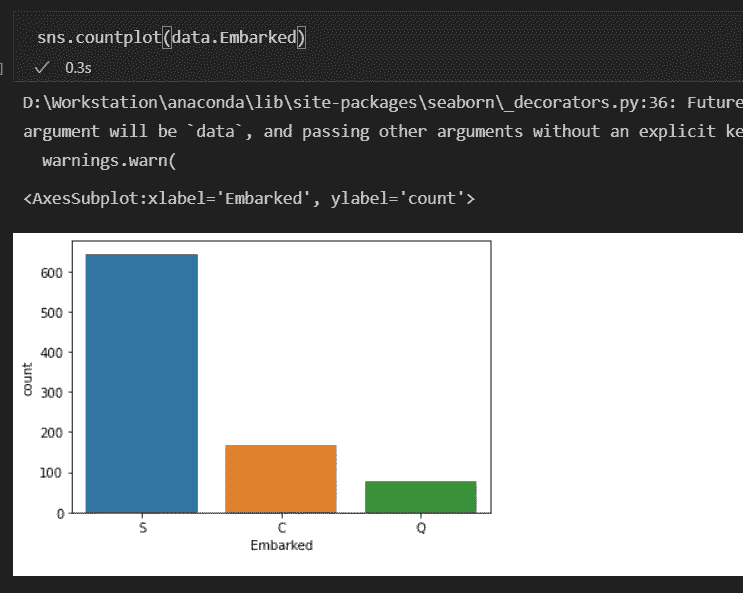 sns.countplot(data.Embarked)
] ✓ 0.3s
D:\Workstation\anaconda\lib\site-packages\seaborn\_decorators.py:36: Future
argument will be `data`, and passing other arguments without an explicit ke
warnings.warn(
<AxesSubplot:xlabel='Embarked', ylabel='count'>
600
500
400
300
200
100
0
count
S C Q
Embarked